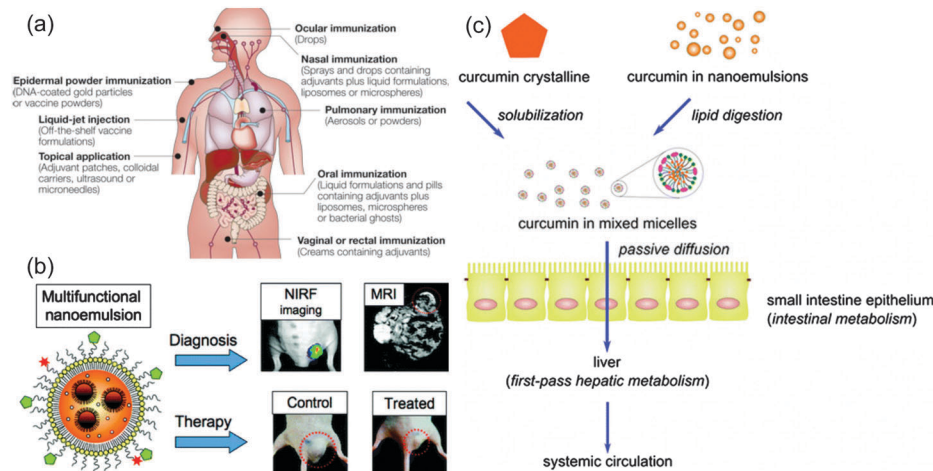 (a)
Ocular immunization
(Drops)
Nasal immunization
(Sprays and drops containing
adjuvants plus liquid formulations,
liposomes or microspheres)
Epidermal powder immunization
(DNA-coated gold particles
or vaccine powders)
Pulmonary immunization
(Aerosols or powders)
Liquid-jet injection
(Off-the-shelf vaccine
formulations)
Topical application
(Adjuvant patches, colloidal
carriers, ultrasound or
microneedles)
Oral immunization
(Liquid formulations and pills
containing adjuvants plus
liposomes, microspheres
or bacterial ghosts)
Vaginal or rectal immunization
(Creams containing adjuvants)
(b)
Multifunctional
nanoemulsion
Diagnosis
NIRF
imaging
MRI
Therapy
Control
Treated
(c)
curcumin crystalline
curcumin in nanoemulsions
solubilization
lipid digestion
curcumin in mixed micelles
passive diffusion
small intestine epithelium
(intestinal metabolism)
liver
(first-pass hepatic metabolism)
systemic circulation